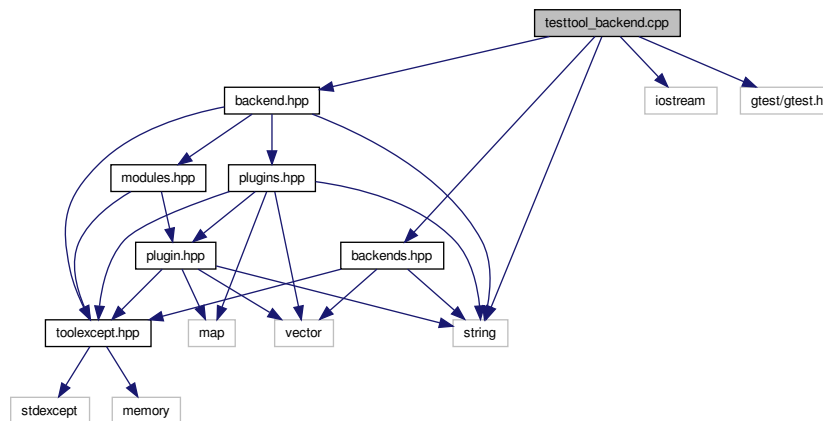 testtool_backend.cpp
backend.hpp
iostream
gtest/gtest.h
modules.hpp
plugins.hpp
plugin.hpp
backends.hpp
toolexcept.hpp
map
vector
string
stdexcept
memory